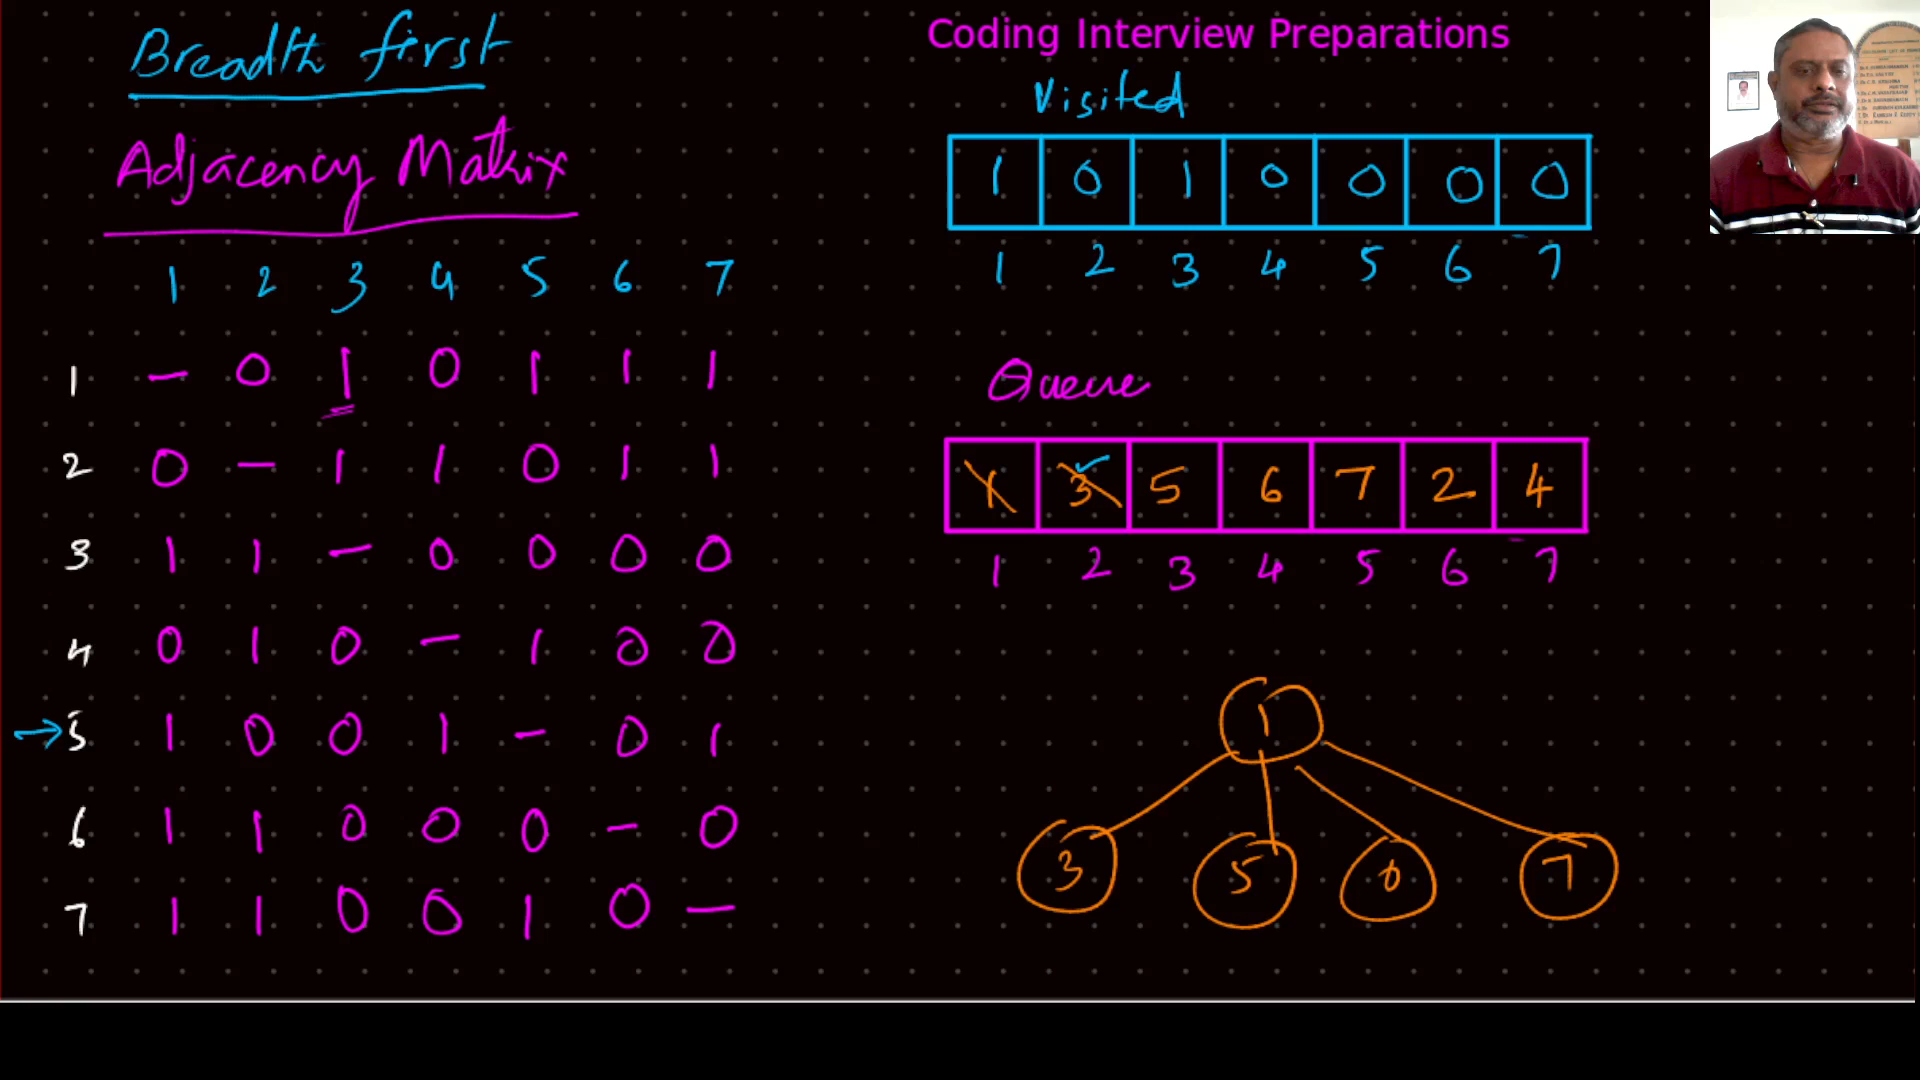 Breadth first
Adjacency Matrix
1 2 3 4 5 6 7
1 - 0 1 0 1 1 1
2 0 - 1 1 0 1 1
3 1 1 - 0 0 0 0
4 0 1 0 - 1 0 0
→5 1 0 0 1 - 0 1
6 1 1 0 0 0 - 0
7 1 1 0 0 1 0 -
Coding Interview Preparations
Visited
1 0 1 0 0 0 0
1 2 3 4 5 6 7
Queue
1 3 5 6 7 2 4
1 2 3 4 5 6 7
1
3 5 6 7